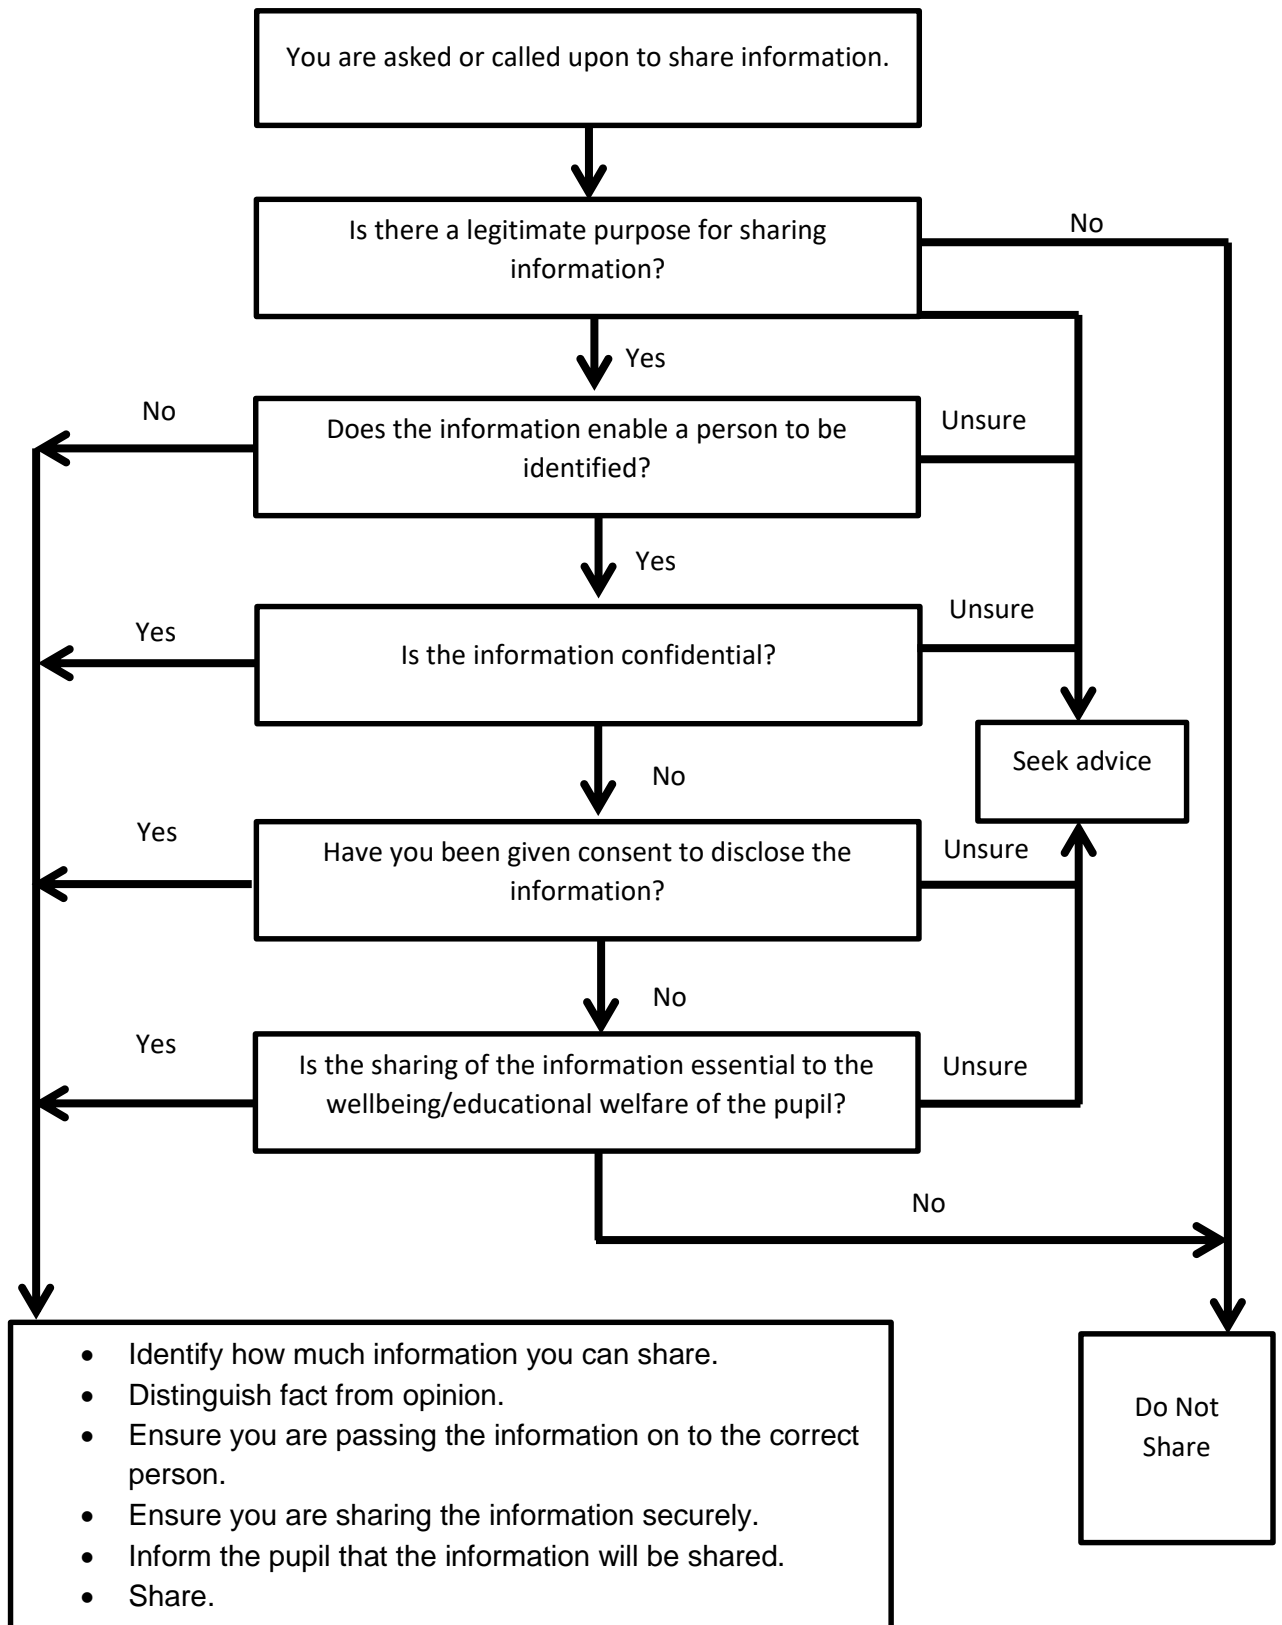 You are asked or called upon to share information.
Is there a legitimate purpose for sharing
information?
No
Yes
No
Does the information enable a person to be
identified?
Unsure
Yes
Yes
Is the information confidential?
Unsure
No
Seek advice
Yes
Have you been given consent to disclose the
information?
Unsure
No
Yes
Is the sharing of the information essential to the
wellbeing/educational welfare of the pupil?
Unsure
No
• Identify how much information you can share.
• Distinguish fact from opinion.
• Ensure you are passing the information on to the correct
person.
• Ensure you are sharing the information securely.
• Inform the pupil that the information will be shared.
• Share.
Do Not
Share